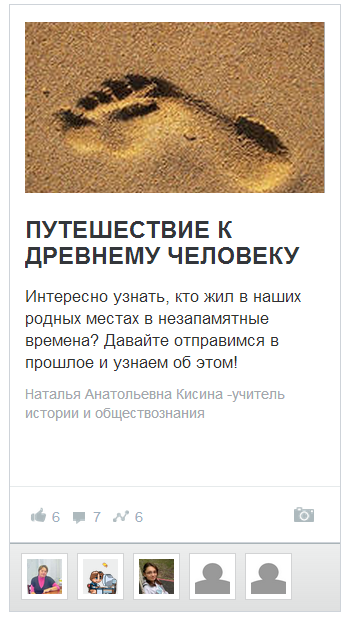 ПУТЕШЕСТВИЕ К
ДРЕВНЕМУ ЧЕЛОВЕКУ
Интересно узнать, кто жил в наших
родных местах в незапамятные
времена? Давайте отправимся в
прошлое и узнаем об этом!
Наталья Анатольевна Кисина -учитель
истории и обществознания
6 7 6